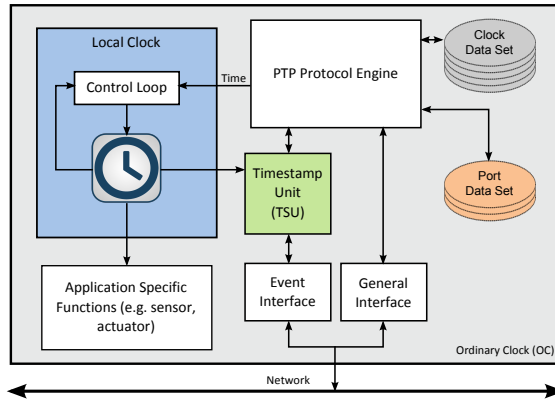 Local Clock
Control Loop
Time
PTP Protocol Engine
Clock
Data Set
Port
Data Set
Timestamp
Unit
(TSU)
Application Specific
Functions (e.g. sensor,
actuator)
Event
Interface
General
Interface
Ordinary Clock (OC)
Network